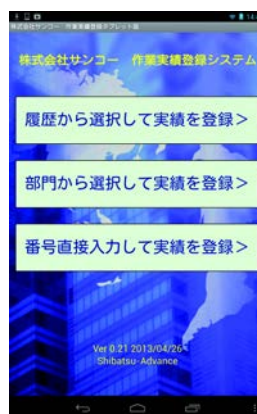 株式会社サンコー 作業実績登録タブレット版
株式会社サンコー 作業実績登録システム
履歴から選択して実績を登録>
部門から選択して実績を登録>
番号直接入力して実績を登録>
Ver 0.21 2013/04/26
Shibatsu-Advance